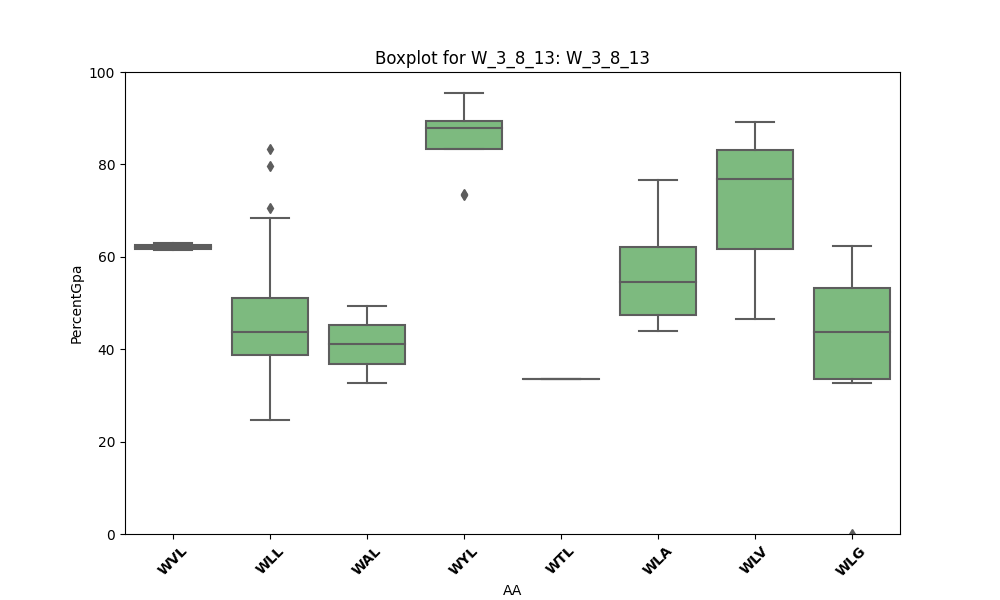 Boxplot for W_3_8_13: W_3_8_13
100
80
60
40
20
0
PercentGpa
WVL
WLL
WAL
WYL
WTL
WLA
WLV
WLG
AA